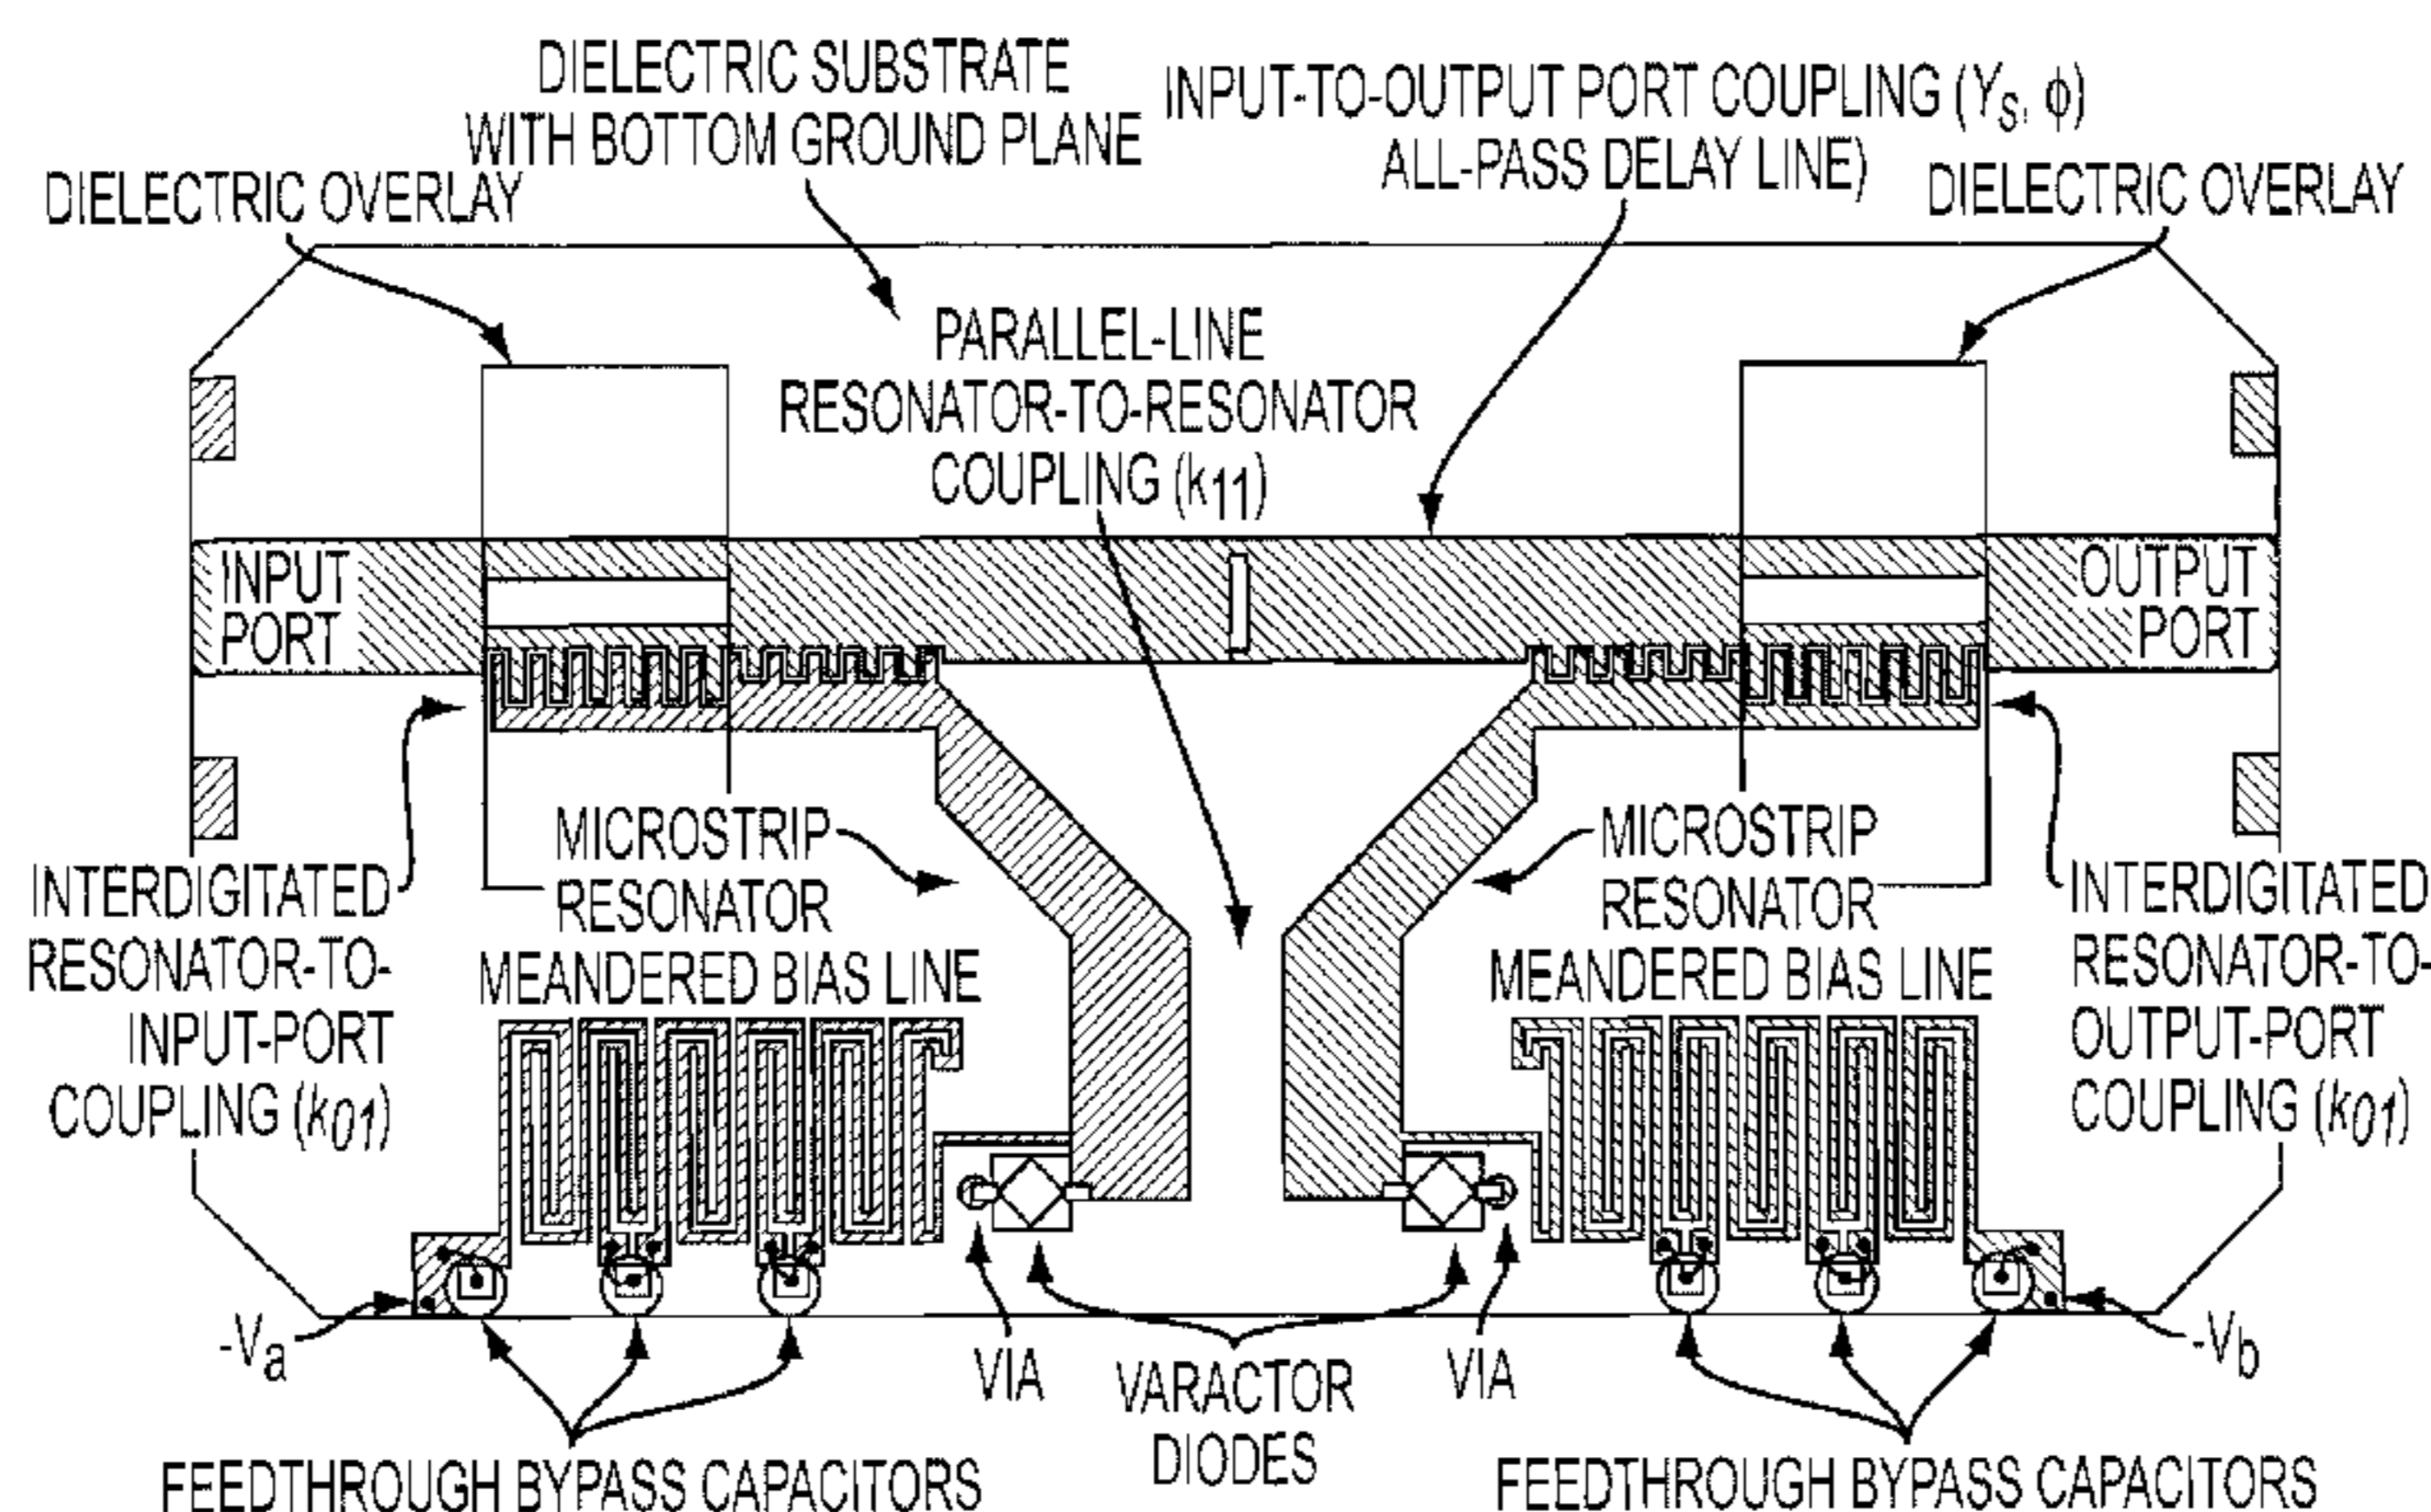 DIELECTRIC SUBSTRATE
WITH BOTTOM GROUND PLANE
INPUT-TO-OUTPUT PORT COUPLING (Ys, ϕ)
ALL-PASS DELAY LINE)
DIELECTRIC OVERLAY
DIELECTRIC OVERLAY
PARALLEL-LINE
RESONATOR-TO-RESONATOR
COUPLING (k11)
INPUT
PORT
OUTPUT
PORT
MICROSTRIP
RESONATOR
MICROSTRIP
RESONATOR
INTERDIGITATED
RESONATOR-TO-
INPUT-PORT
COUPLING (k01)
INTERDIGITATED
RESONATOR-TO-
OUTPUT-PORT
COUPLING (k01)
MEANDERED BIAS LINE
MEANDERED BIAS LINE
-Va
VIA
VARACTOR
DIODES
VIA
-Vb
FEEDTHROUGH BYPASS CAPACITORS
FEEDTHROUGH BYPASS CAPACITORS